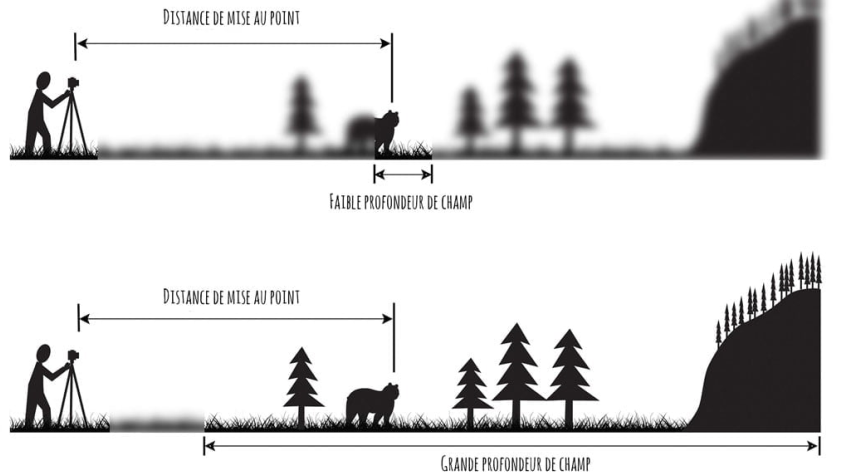 DISTANCE DE MISE AU POINT
FAIBLE PROFONDEUR DE CHAMP
DISTANCE DE MISE AU POINT
GRANDE PROFONDEUR DE CHAMP